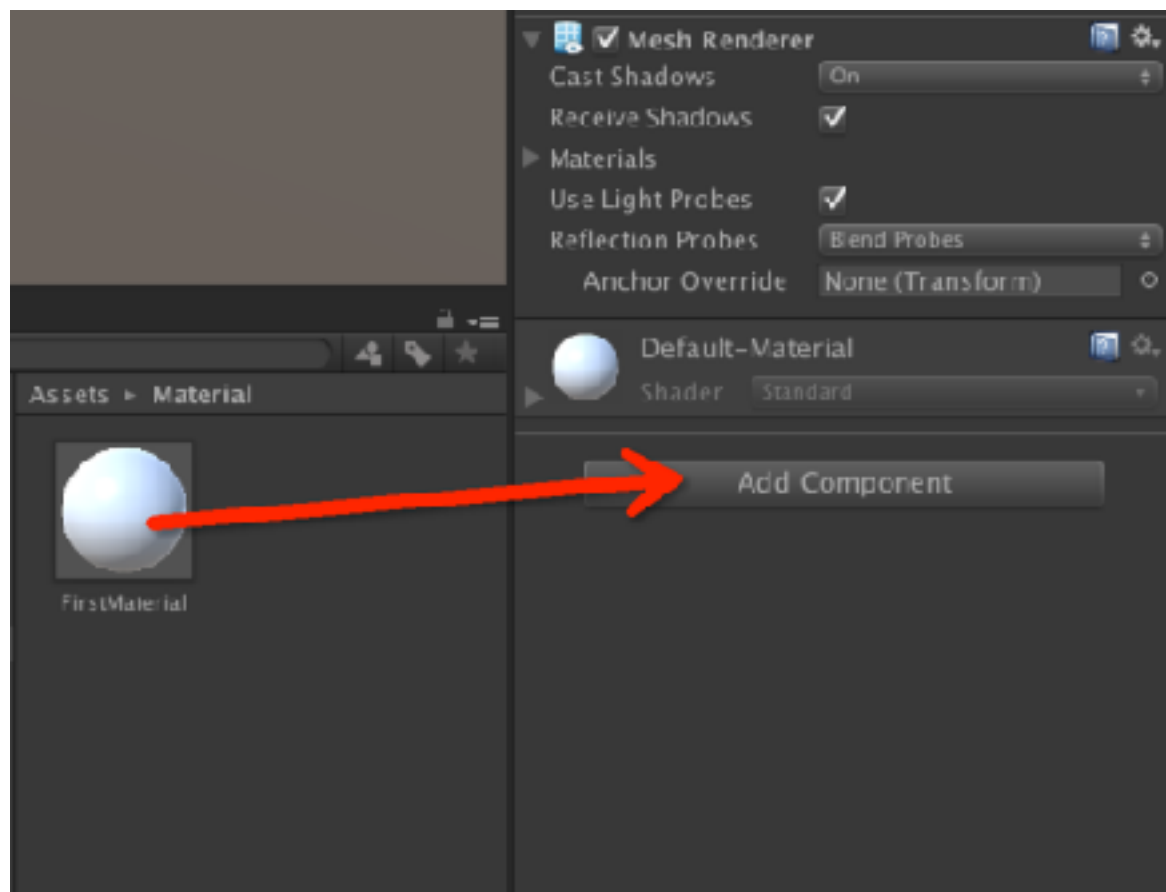 Mesh Renderer
Cast Shadows On
Receive Shadows
Materials
Use Light Probes
Reflection Probes Blend Probes
Anchor Override None (Transform)
Default-Material
Shader Standard
Add Component
Assets ▸ Material
FirstMaterial